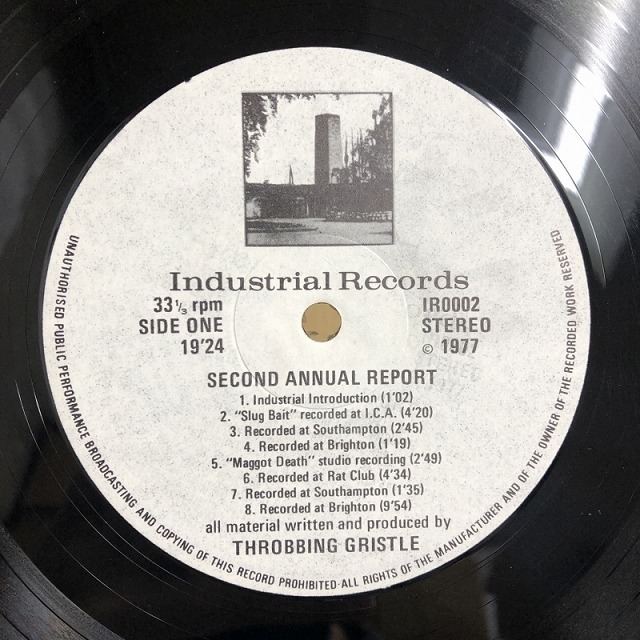 Industrial Records
33 1/3 rpm
SIDE ONE
19'24
IR0002
STEREO
© 1977
SECOND ANNUAL REPORT
1. Industrial Introduction (1'02)
2. "Slug Bait" recorded at I.C.A. (4'20)
3. Recorded at Southampton (2'45)
4. Recorded at Brighton (1'19)
5. "Maggot Death" studio recording (2'49)
6. Recorded at Rat Club (4'34)
7. Recorded at Southampton (1'35)
8. Recorded at Brighton (9'54)
all material written and produced by
THROBBING GRISTLE
UNAUTHORISED PUBLIC PERFORMANCE BROADCASTING AND COPYING OF THIS RECORD PROHIBITED-ALL RIGHTS OF THE MANUFACTURER AND OF THE OWNER OF THE RECORDED WORK RESERVED